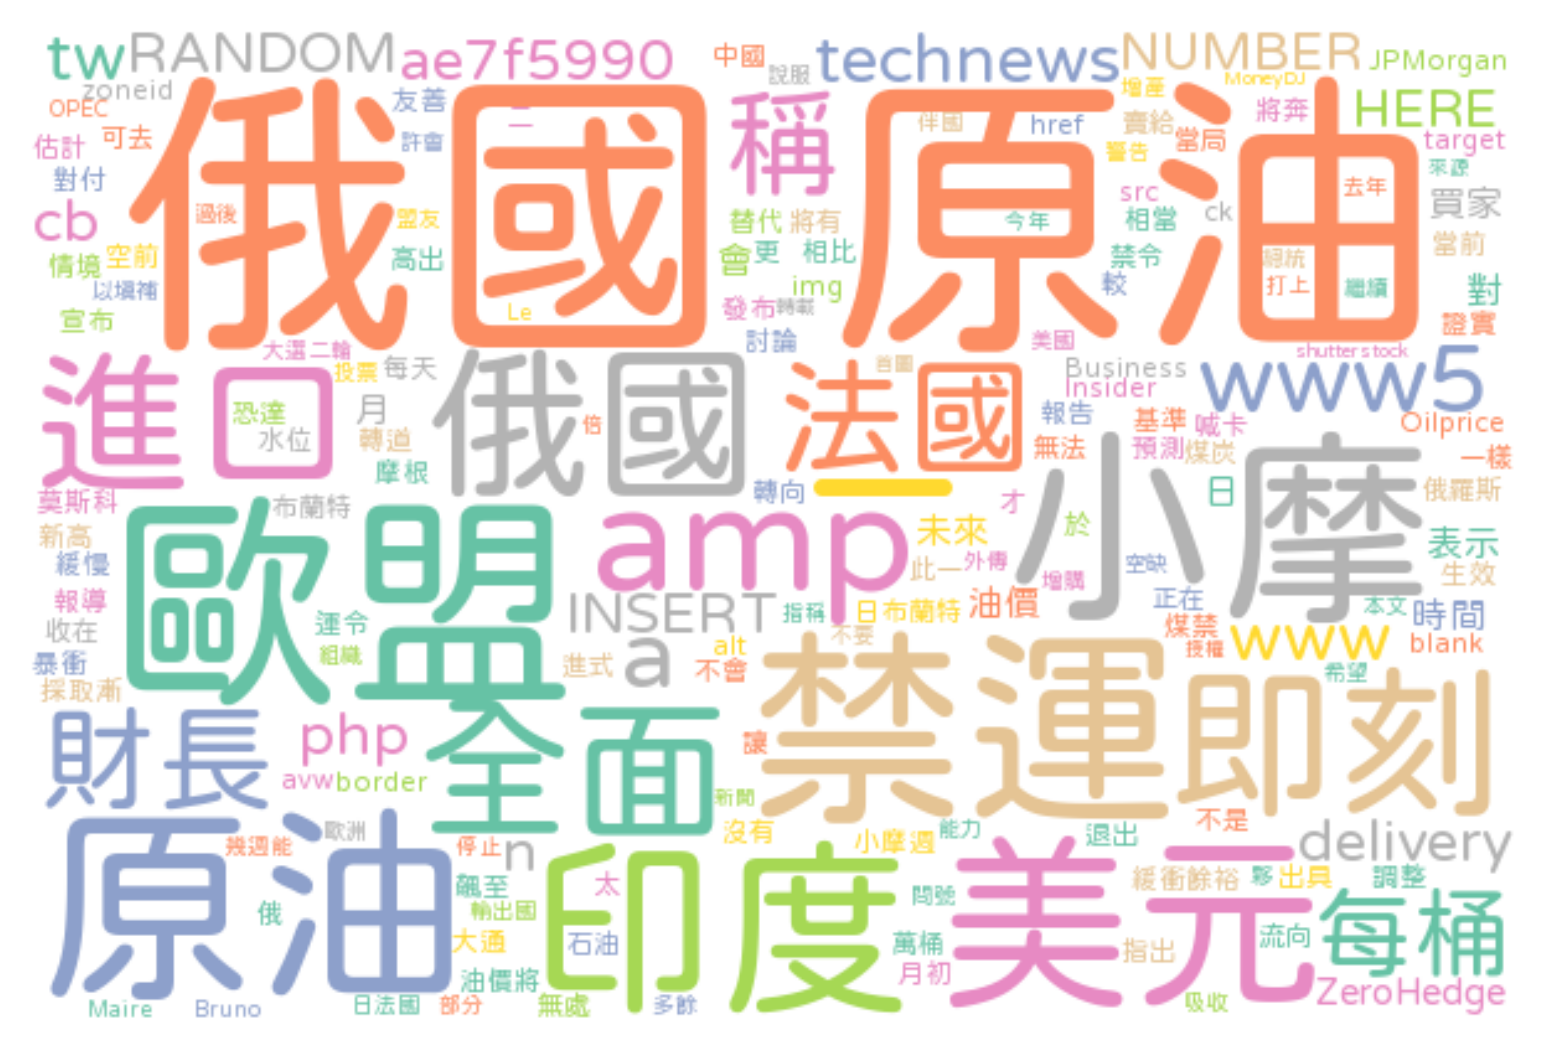 tw RANDOM ae7f5990 中國 technews NUMBER JPMorgan
zoneid 說服 增產 MoneyDJ
OPEC 友善 二 稱 伴國 href 賣給 將奔 HERE
估計 可去 許會 警告 當局 target
對付 俄國 原油 來源
cb 過後 盟友 替代 將有 今年 src 相當 ck 去年 買家
情境 空前 高出 會 更 相比 禁令 當前
以填補 img 較 總統 打上 繼續 對
宣布 Le 發布 轉載 討論 美國 證實
大選二輪 shutterstock
進口 投票 每天 俄國 首圖 法國 Business www5
恐達 月 倍 Insider 報告 基準 喊卡 Oilprice
水位 轉道 無法 預測 煤炭 一樣
莫斯科 摩根 轉向 一 才 小摩 日 俄羅斯
新高 布蘭特 歐盟 amp 未來 於 表示
緩慢 此一 外傳 空缺 生效
報導 運令 INSERT 指稱 日布蘭特 油價 增購 正在 本文 時間
收在 組織 a alt 不要 煤禁 www blank
暴衝 進式 不會 授權 希望
採取漸
財長 php 全面 讓 禁運 即刻
avw border 新聞
原油 歐洲 沒有 小摩週 能力 退出 不是 delivery
幾週能 停止 n 印度 美元
俄 飆至 太 問號 緩衝餘裕 夥 出具 調整
輸出國 每桶
大通 石油 萬桶 指出 流向
油價將 月初 ZeroHedge
Maire Bruno 日法國 部分 無處 多餘 吸收